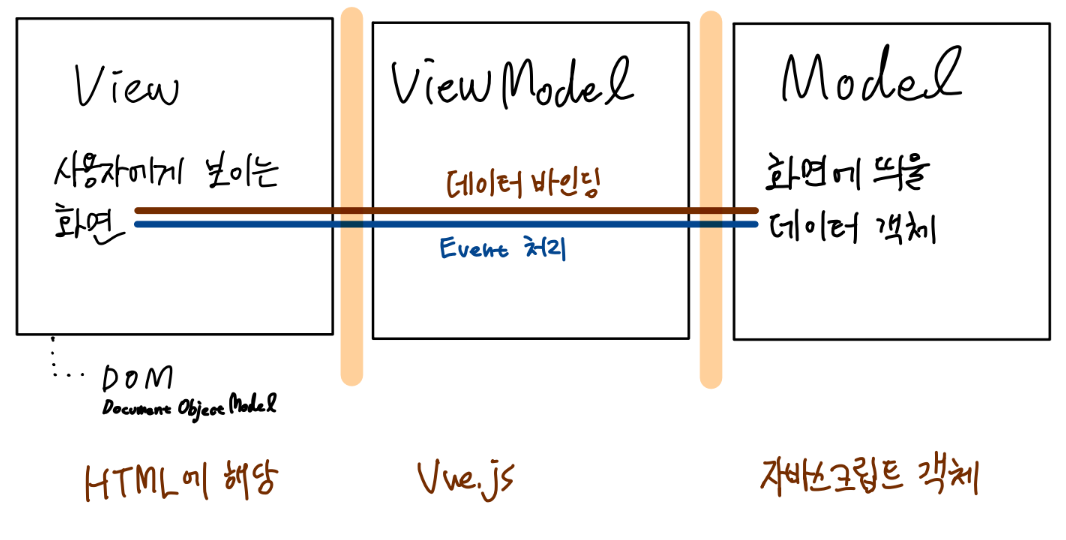 View
사용자에게 보이는
화면
DOM
Document Object Model
HTML에 해당
ViewModel
데이터 바인딩
Event 처리
Vue.js
Model
화면에 띄울
데이터 객체
자바스크립트 객체